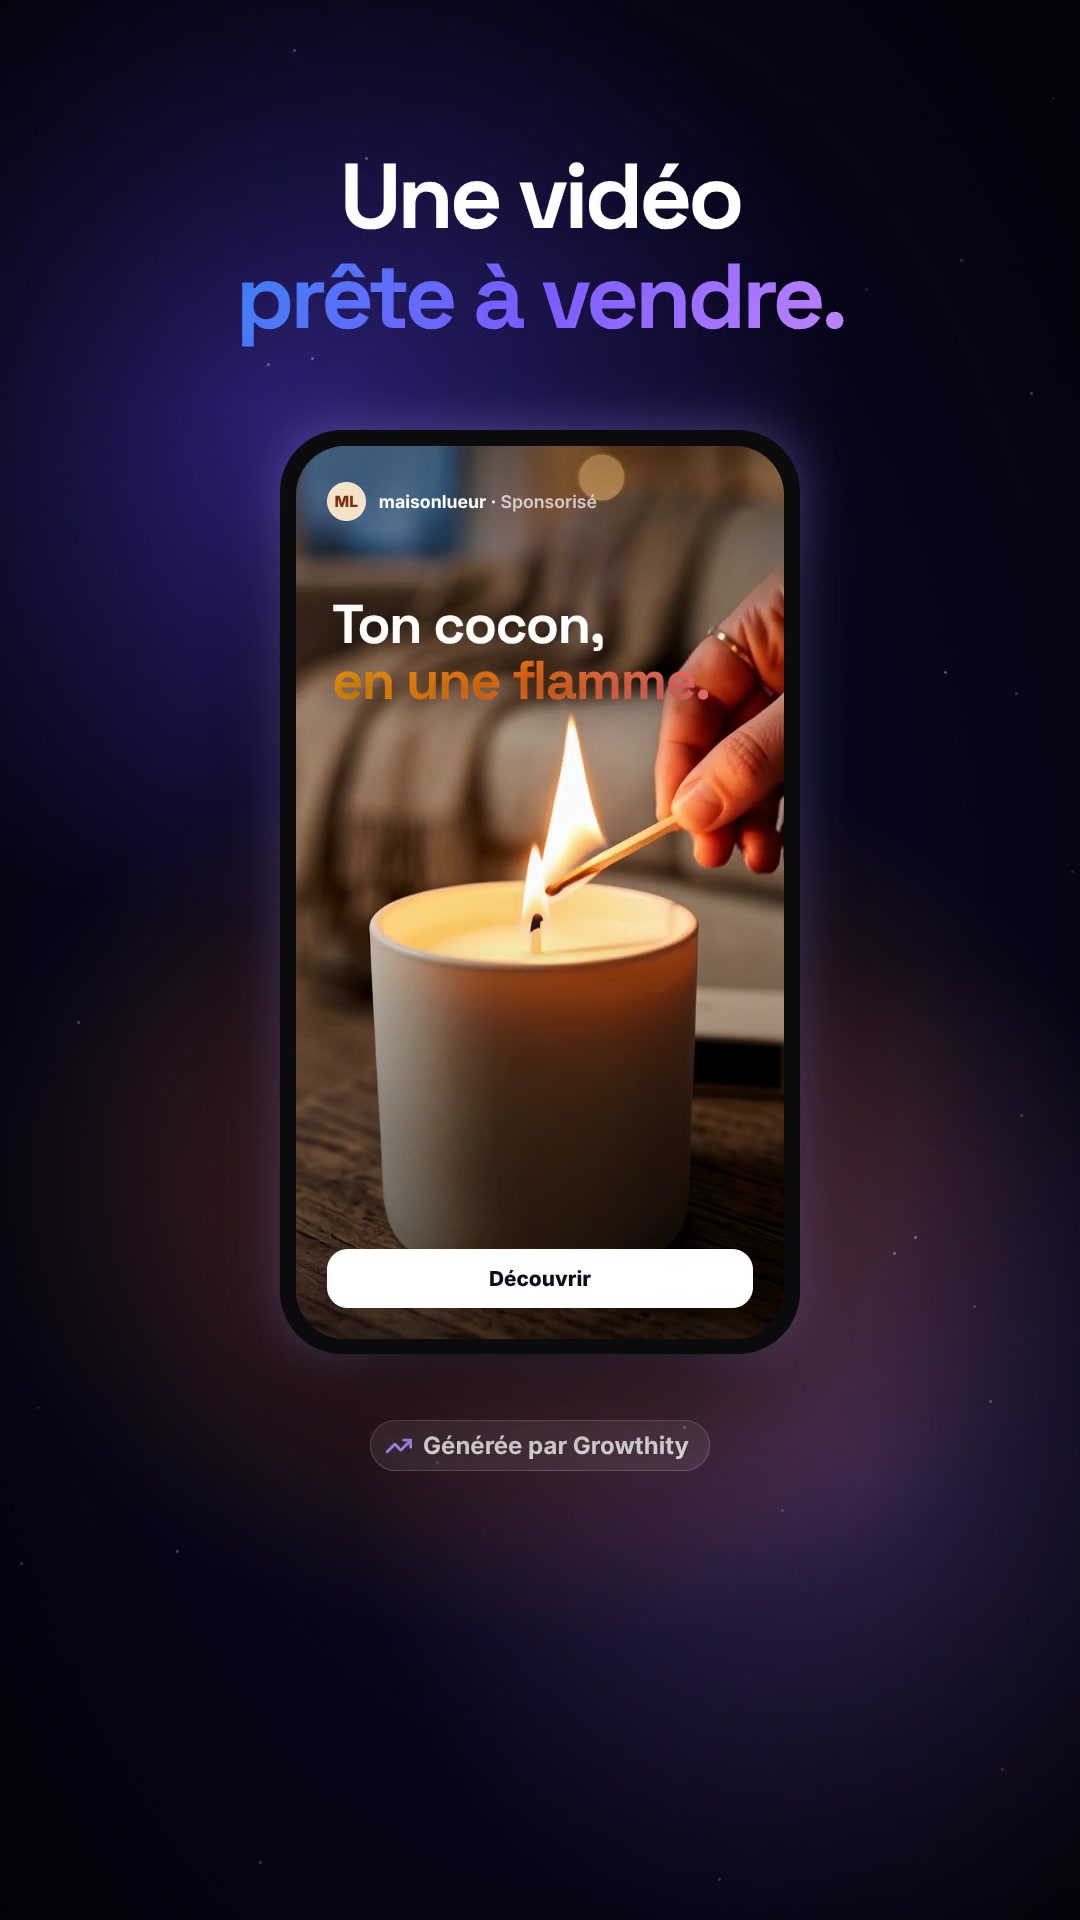 Une vidéo
prête à vendre.
ML maisonlueur · Sponsorisé
Ton cocon,
en une flamme.
Découvrir
Générée par Growthity